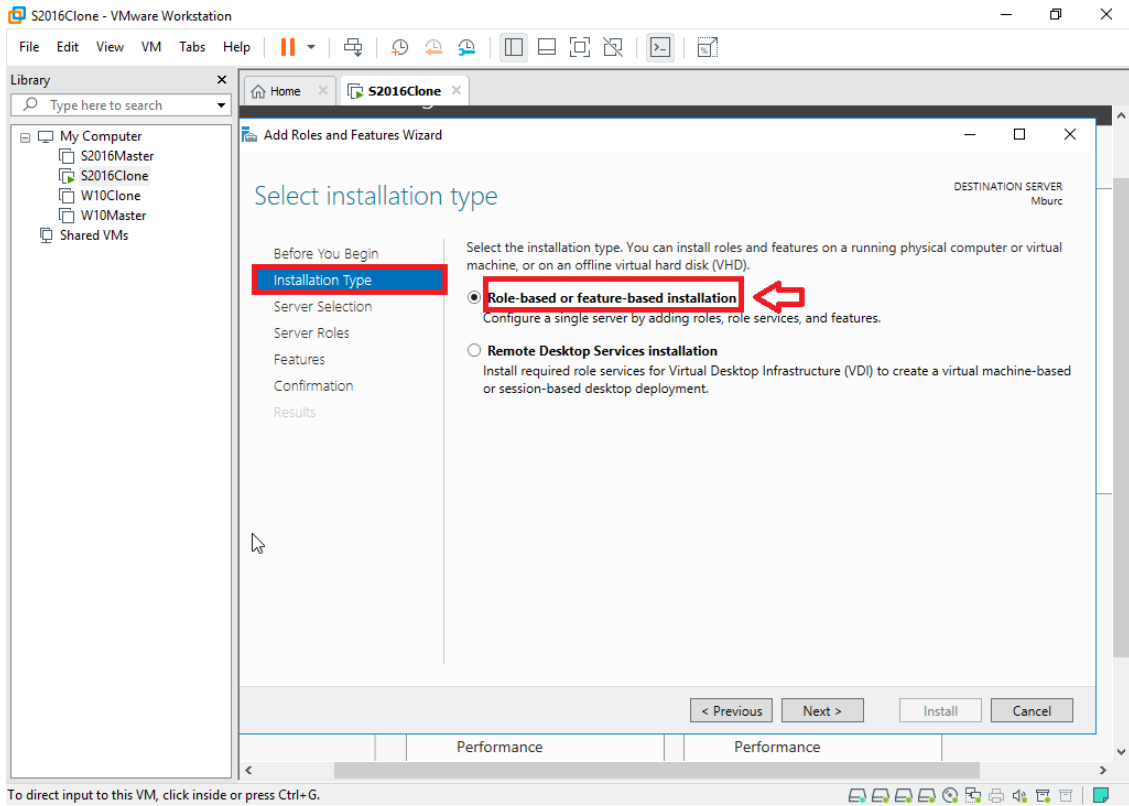 S2016Clone - VMware Workstation
File Edit View VM Tabs Help
Library
Type here to search
My Computer
S2016Master
S2016Clone
W10Clone
W10Master
Shared VMs
Home
S2016Clone
Add Roles and Features Wizard
Select installation type
DESTINATION SERVER
Mburc
Before You Begin
Installation Type
Server Selection
Server Roles
Features
Confirmation
Results
Select the installation type. You can install roles and features on a running physical computer or virtual
machine, or on an offline virtual hard disk (VHD).
Role-based or feature-based installation
Configure a single server by adding roles, role services, and features.
Remote Desktop Services installation
Install required role services for Virtual Desktop Infrastructure (VDI) to create a virtual machine-based
or session-based desktop deployment.
< Previous Next > Install Cancel
Performance Performance
To direct input to this VM, click inside or press Ctrl+G.